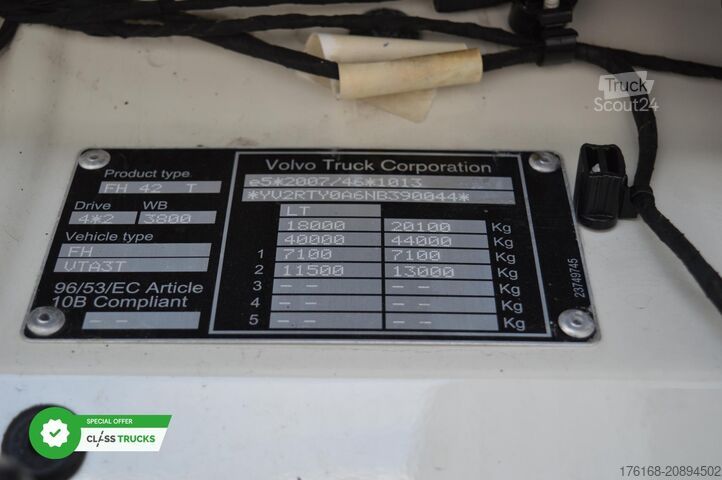 Truck
Scout24
Product type
FH 42 T
Drive WB
4*2 3800
Vehicle type
FH
VTA3T
96/53/EC Article
10B Compliant
-- --
Volvo Truck Corporation
e5*2007/46*1013
*YV2RTY0A6NB390044*
LT
18000 20100 Kg
40000 44000 Kg
1 7100 7100 Kg
2 11500 13000 Kg
3 -- -- -- -- Kg
4 -- -- -- -- Kg
5 -- -- -- -- Kg
23749745
SPECIAL OFFER
CLASS TRUCKS
176168-20894502